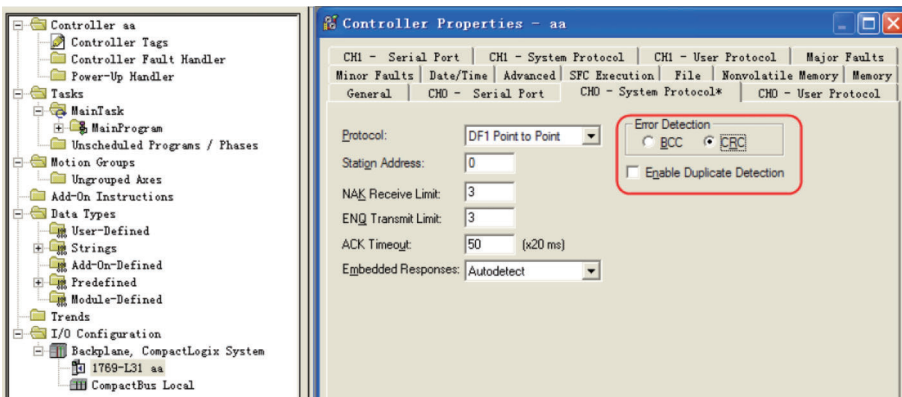 Controller aa
Controller Tags
Controller Fault Handler
Power-Up Handler
Tasks
MainTask
MainProgram
Unscheduled Programs / Phases
Motion Groups
Ungrouped Axes
Add-On Instructions
Data Types
User-Defined
Strings
Add-On-Defined
Predefined
Module-Defined
Trends
I/O Configuration
Backplane, CompactLogix System
1769-L31 aa
CompactBus Local
Controller Properties - aa
CH1 - Serial Port CH1 - System Protocol CH1 - User Protocol Major Faults
Minor Faults Date/Time Advanced SFC Execution File Nonvolatile Memory Memory
General CH0 - Serial Port CH0 - System Protocol* CH0 - User Protocol
Protocol: DF1 Point to Point
Station Address: 0
NAK Receive Limit: 3
ENQ Transmit Limit: 3
ACK Timeout: 50 (x20 ms)
Embedded Responses: Autodetect
Error Detection
BCC CRC
Enable Duplicate Detection